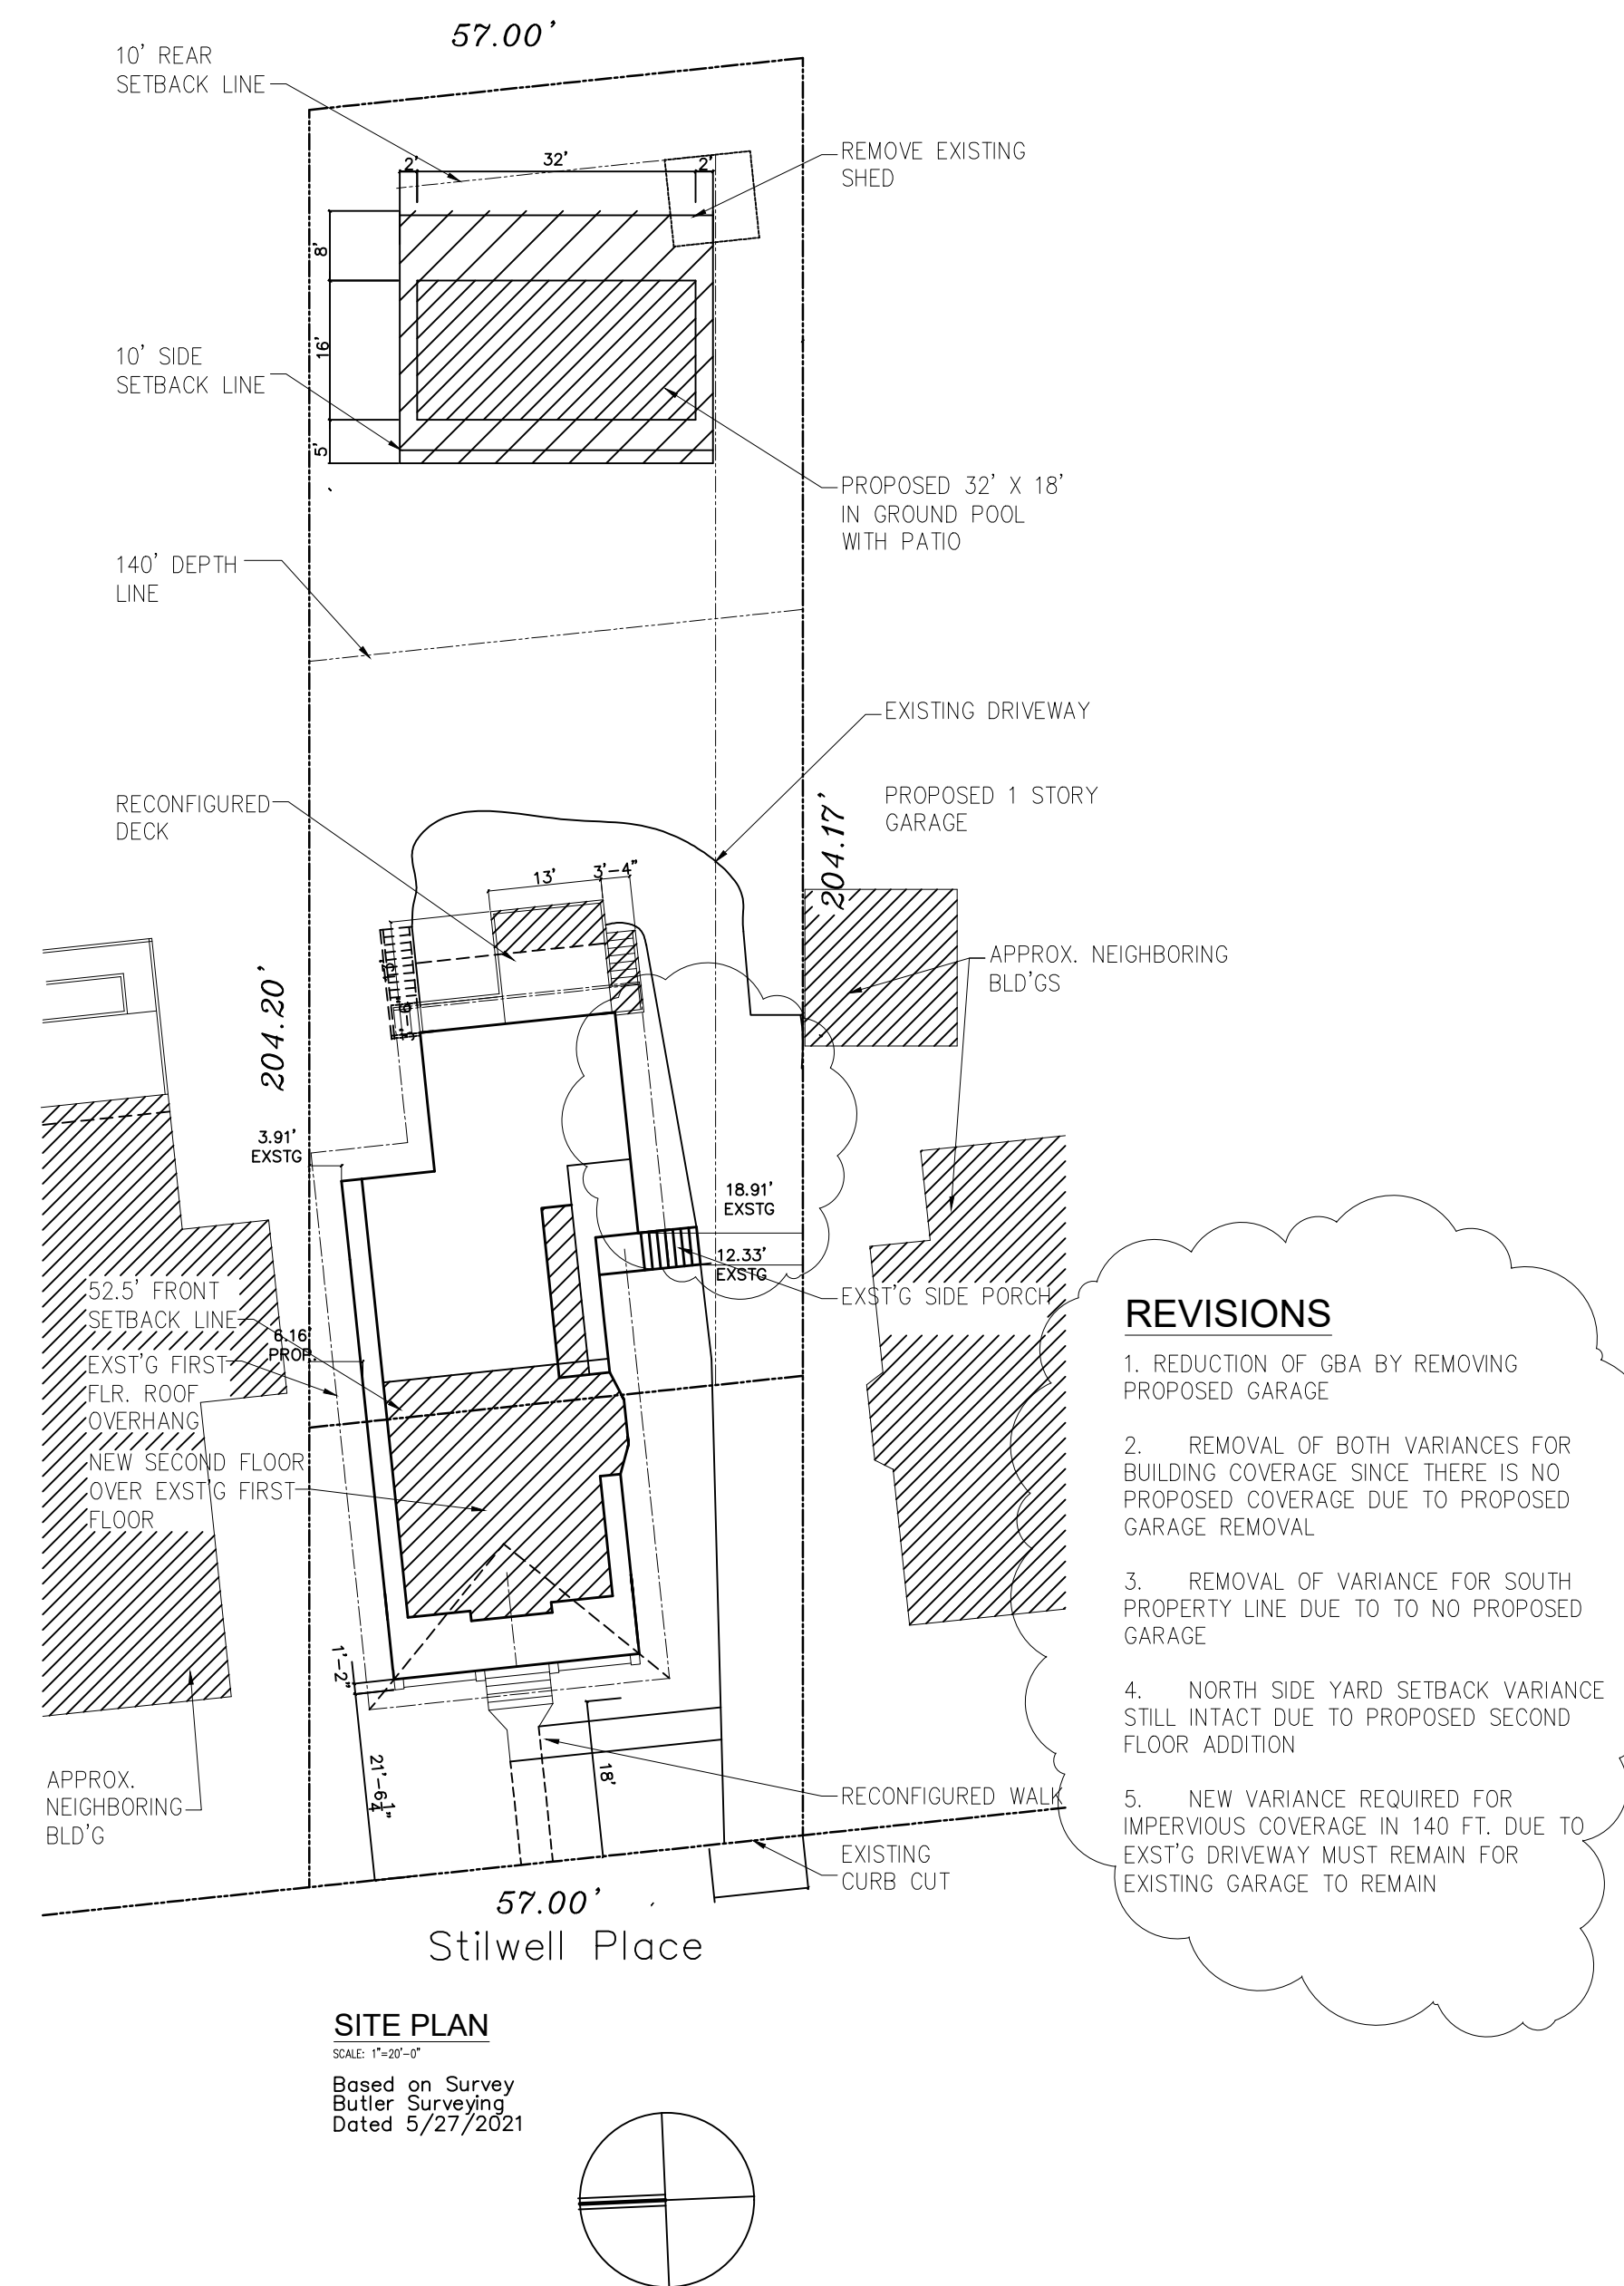 57.00'
10' REAR
SETBACK LINE
2'
32'
2'
REMOVE EXISTING
SHED
8'
16'
5'
10' SIDE
SETBACK LINE
PROPOSED 32' X 18'
IN GROUND POOL
WITH PATIO
140' DEPTH
LINE
EXISTING DRIVEWAY
PROPOSED 1 STORY
GARAGE
204.17'
RECONFIGURED
DECK
13'
3'-4"
13'
5'-6"
APPROX. NEIGHBORING
BLD'GS
204.20'
3.91'
EXSTG
18.91'
EXSTG
12.33'
EXSTG
EXST'G SIDE PORCH
52.5' FRONT
SETBACK LINE
6.16'
PROP.
EXST'G FIRST
FLR. ROOF
OVERHANG
NEW SECOND FLOOR
OVER EXST'G FIRST
FLOOR
1'-2"
21'-6 1/4"
18'
APPROX.
NEIGHBORING
BLD'G
RECONFIGURED WALK
EXISTING
CURB CUT
57.00'
Stilwell Place
REVISIONS
1. REDUCTION OF GBA BY REMOVING
PROPOSED GARAGE
2. REMOVAL OF BOTH VARIANCES FOR
BUILDING COVERAGE SINCE THERE IS NO
PROPOSED COVERAGE DUE TO PROPOSED
GARAGE REMOVAL
3. REMOVAL OF VARIANCE FOR SOUTH
PROPERTY LINE DUE TO TO NO PROPOSED
GARAGE
4. NORTH SIDE YARD SETBACK VARIANCE
STILL INTACT DUE TO PROPOSED SECOND
FLOOR ADDITION
5. NEW VARIANCE REQUIRED FOR
IMPERVIOUS COVERAGE IN 140 FT. DUE TO
EXST'G DRIVEWAY MUST REMAIN FOR
EXISTING GARAGE TO REMAIN
SITE PLAN
SCALE: 1"=20'-0"
Based on Survey
Butler Surveying
Dated 5/27/2021